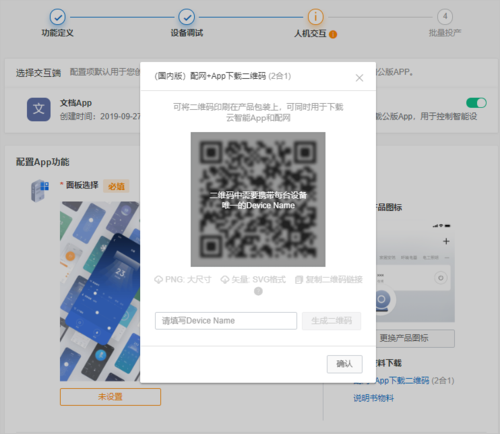 4
功能定义
设备调试
人机交互
批量投产
选择交互端
配置项默认用于您创
公版APP。
(国内版) 配网+App下载二维码 (2合1)
可将二维码印刷在产品包装上，可同时用于下载
云智能App和配网
文
文档App
创建时间：2019-09-27
公版App，用于控制智能设
二维码中需要携带每台设备
唯一的Device Name
配置App功能
* 面板选择
必填
产品图标
23
PNG: 大尺寸
矢量: SVG格式
复制二维码链接
请填写Device Name
生成二维码
更换产品图标
确认
料下载
App下载二维码 (2合1)
未设置
说明书物料